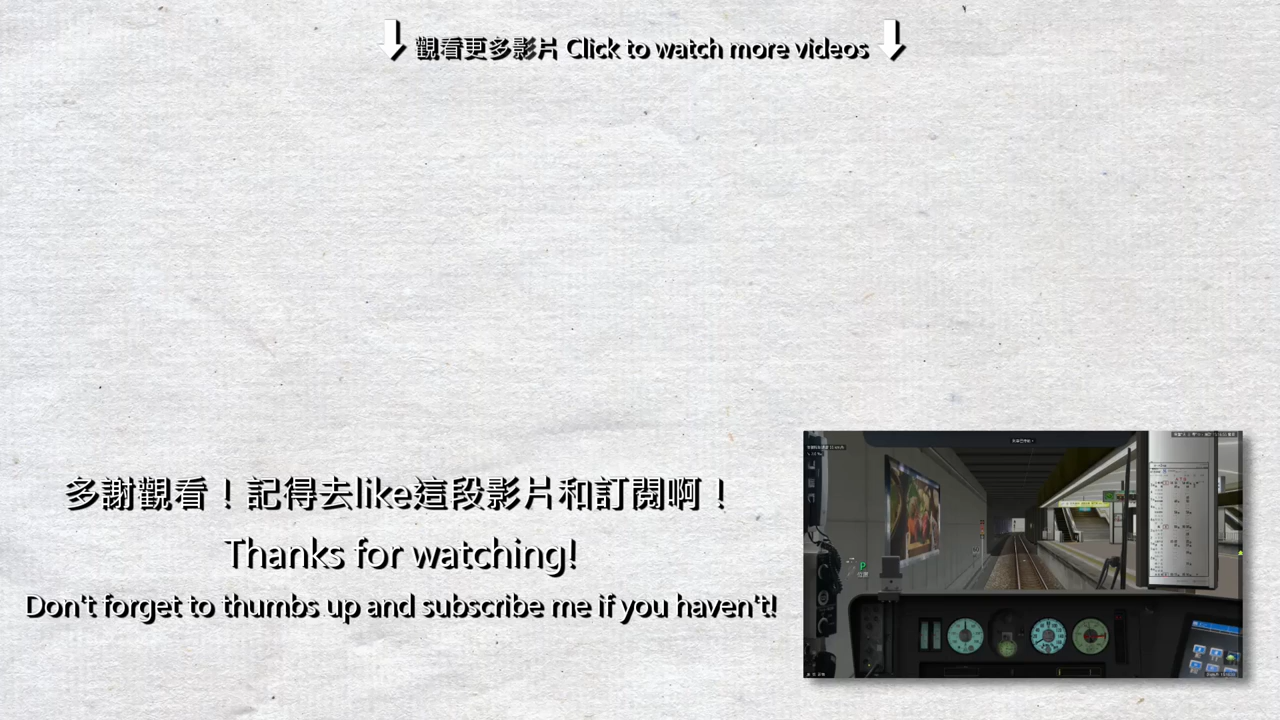 觀看更多影片 Click to watch more videos
多謝觀看！記得去like這段影片和訂閱啊！
Thanks for watching!
Don't forget to thumbs up and subscribe me if you haven't!
P
位置